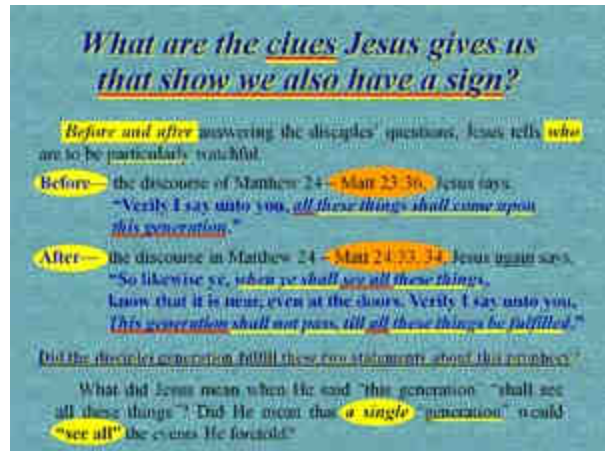 What are the clues Jesus gives us
that show we also have a sign?
Before and after answering the disciples' questions, Jesus tells who
are to be particularly watchful.
Before— the discourse of Matthew 24 – Matt 23:36, Jesus says,
"Verily I say unto you, all these things shall come upon
this generation."
After— the discourse in Matthew 24 – Matt 24:33, 34 Jesus again says,
"So likewise ye, when ye shall see all these things,
know that it is near, even at the doors. Verily I say unto you,
This generation shall not pass, till all these things be fulfilled."
Did the disciples generation fulfill these two statements about this prophecy?
What did Jesus mean when He said "this generation" "shall see
all these things"? Did He mean that a single "generation" would
"see all" the events He foretold?